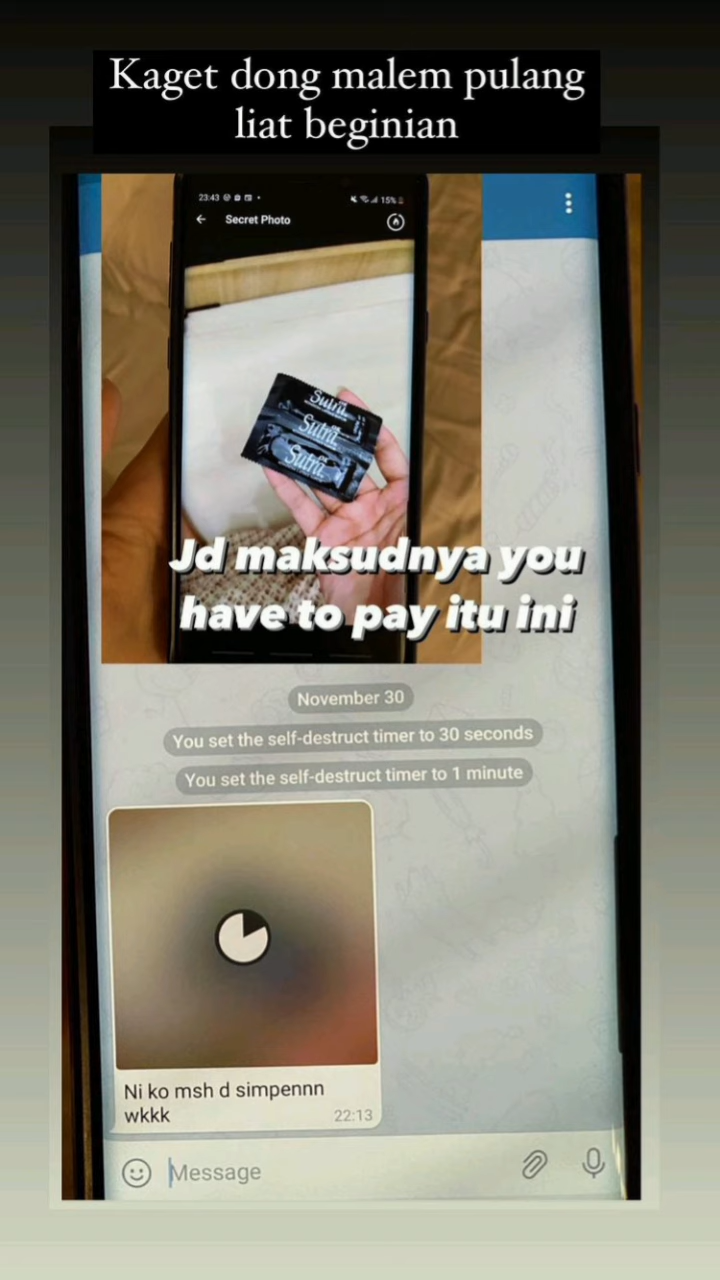 Kaget dong malem pulang
liat beginian
23:43
15%
Secret Photo
Sutra
Sutra
Sutra
Jd maksudnya you
have to pay itu ini
November 30
You set the self-destruct timer to 30 seconds
You set the self-destruct timer to 1 minute
Ni ko msh d simpennn
wkkk
22:13
Message